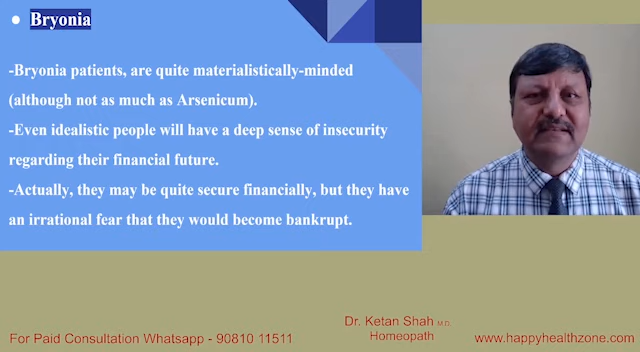 ● Bryonia
-Bryonia patients, are quite materialistically-minded
(although not as much as Arsenicum).
-Even idealistic people will have a deep sense of insecurity
regarding their financial future.
-Actually, they may be quite secure financially, but they have
an irrational fear that they would become bankrupt.
Dr. Ketan Shah M.D.
Homeopath
For Paid Consultation Whatsapp - 90810 11511
www.happyhealthzone.com